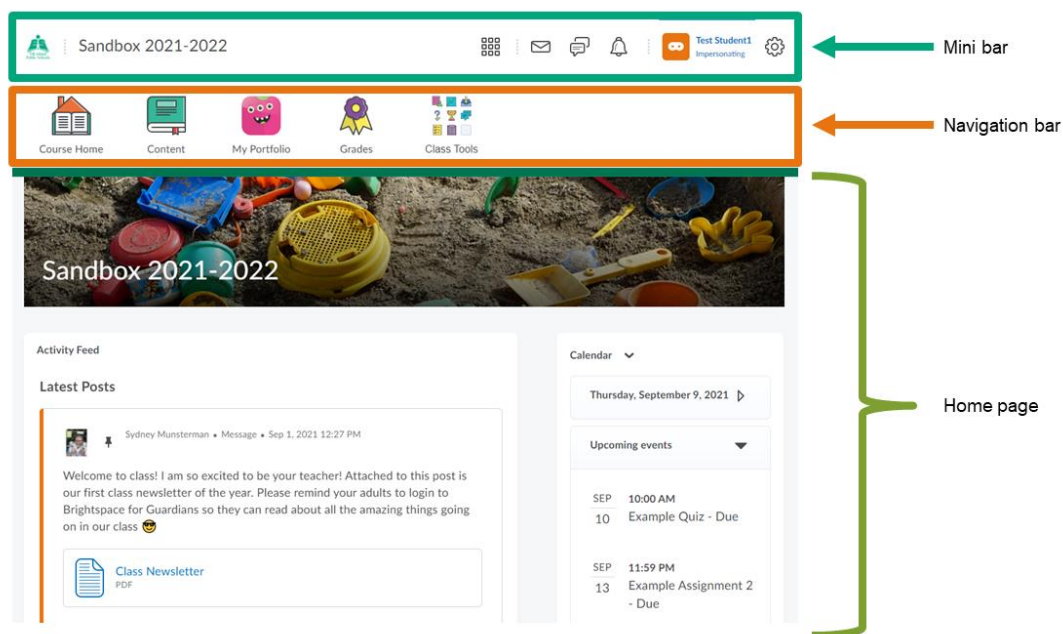 Sandbox 2021-2022
Test Student1
Impersonating
Mini bar
Course Home
Content
My Portfolio
Grades
Class Tools
Navigation bar
Sandbox 2021-2022
Home page
Activity Feed
Latest Posts
Sydney Munsterman • Message • Sep 1, 2021 12:27 PM
Welcome to class! I am so excited to be your teacher! Attached to this post is
our first class newsletter of the year. Please remind your adults to login to
Brightspace for Guardians so they can read about all the amazing things going
on in our class 😎
Class Newsletter
PDF
Calendar
Thursday, September 9, 2021
Upcoming events
SEP 10:00 AM
10 Example Quiz - Due
SEP 11:59 PM
13 Example Assignment 2
- Due